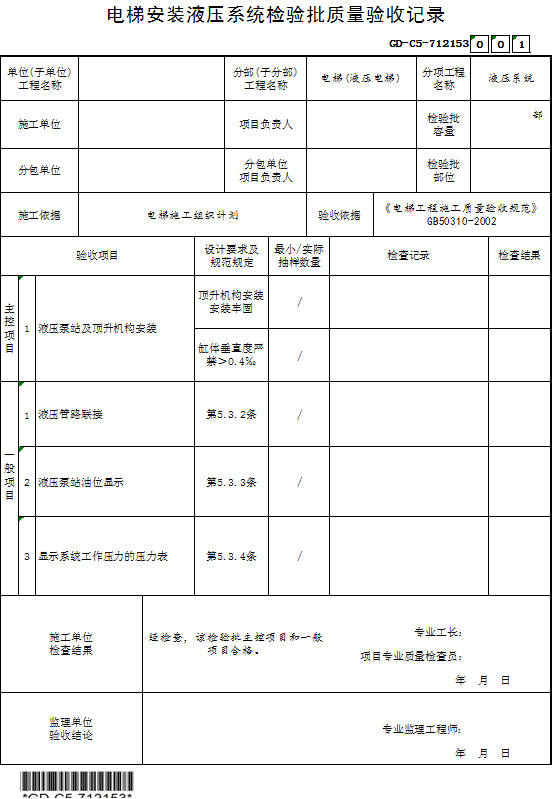 电梯安装液压系统检验批质量验收记录
GD-C5-712153 0 0 1
单位(子单位)
工程名称
分部(子分部)
工程名称
电梯(液压电梯)
分项工程
名称
液压系统
施工单位
项目负责人
检验批
容量
部
分包单位
分包单位
项目负责人
检验批
部位
施工依据
电梯施工组织计划
验收依据
《电梯工程施工质量验收规范》
GB50310-2002
验收项目
设计要求及
规范规定
最小/实际
抽样数量
检查记录
检查结果
主
控
项
目
1
液压泵站及顶升机构安装
顶升机构安装
安装牢固
/
缸体垂直度严
禁>0.4‰
/
一
般
项
目
1
液压管路联接
第5.3.2条
/
2
液压泵站油位显示
第5.3.3条
/
3
显示系统工作压力的压力表
第5.3.4条
/
施工单位
检查结果
经检查，该检验批主控项目和一般
项目合格。
专业工长：
项目专业质量检查员：
年 月 日
监理单位
验收结论
专业监理工程师：
年 月 日
*GD-C5-712153*